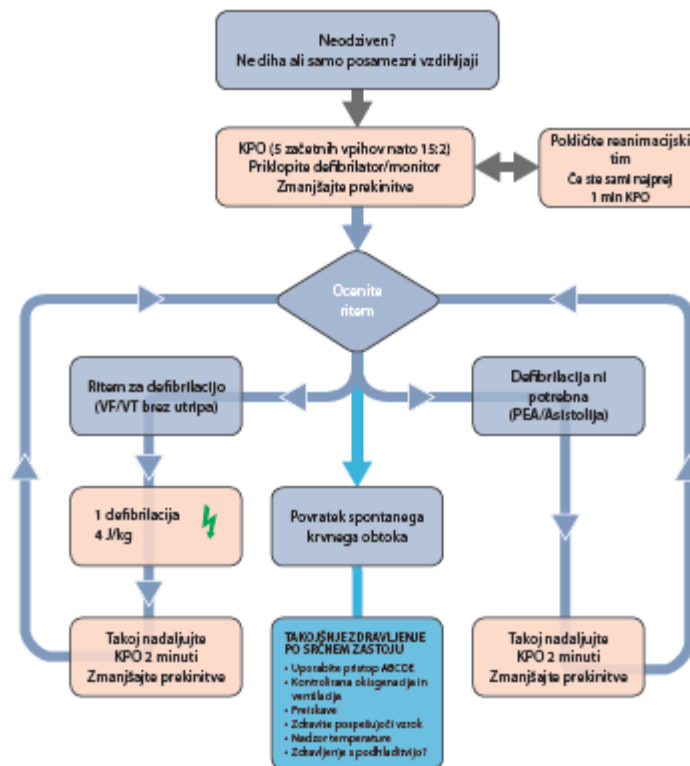 Neodziven?
Ne diha ali samo posamezni vzdihljaji
KPO (5 začetnih vpihov nato 15:2)
Priklopite defibrilator/monitor
Zmanjšajte prekinitve
Pokličite reanimacijski
tim
Če ste sami najprej
1 min KPO
Ocenite
ritem
Ritem za defibrilacijo
(VF/VT brez utripa)
Defibrilacija ni
potrebna
(PEA/Asistolija)
1 defibrilacija
4 J/kg
Povratek spontanega
krvnega obtoka
Takoj nadaljujte
KPO 2 minuti
Zmanjšajte prekinitve
TAKOJŠNJE ZDRAVLJENJE
PO SRČNEM ZASTOJU
• Uporabite pristop ABCDE
• Kontrolirana oksigenacija in
ventilacija
• Preiskave
• Zdravite pospešujoči vzrok
• Nadzor temperature
• Zdravljenje s podhladitvijo?
Takoj nadaljujte
KPO 2 minuti
Zmanjšajte prekinitve